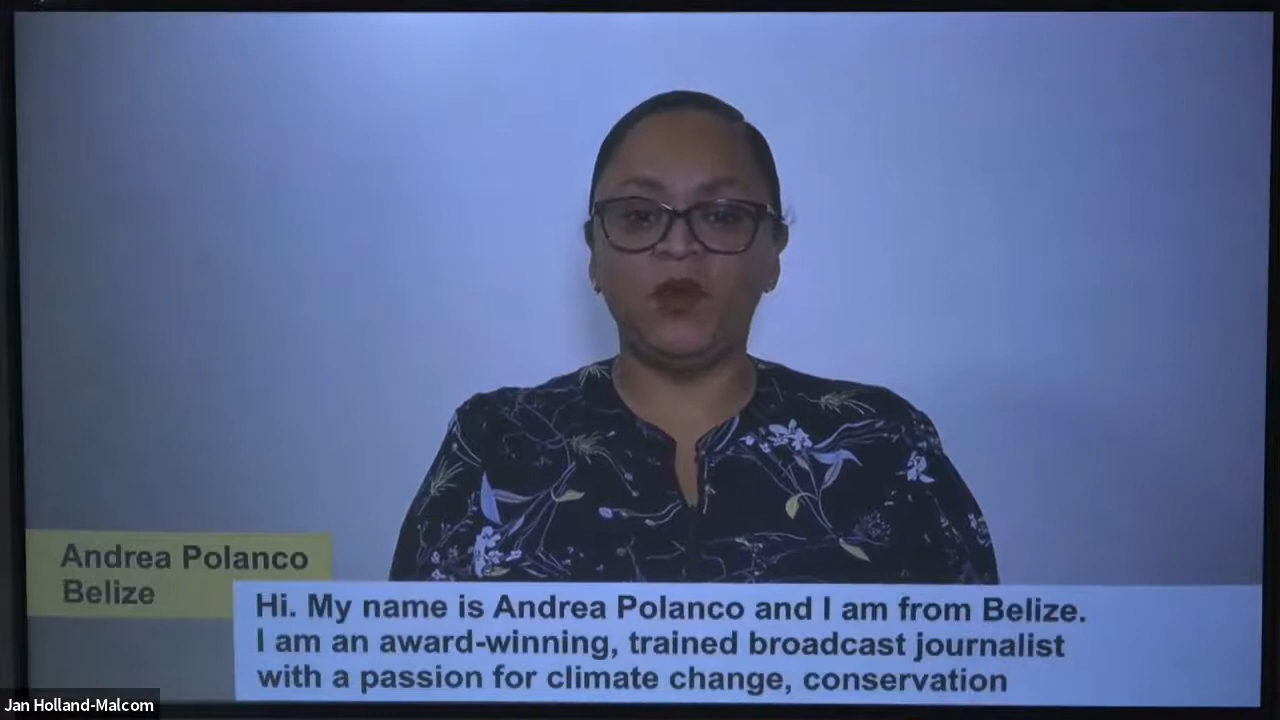 Andrea Polanco
Belize
Hi. My name is Andrea Polanco and I am from Belize.
I am an award-winning, trained broadcast journalist
with a passion for climate change, conservation
Jan Holland-Malcom